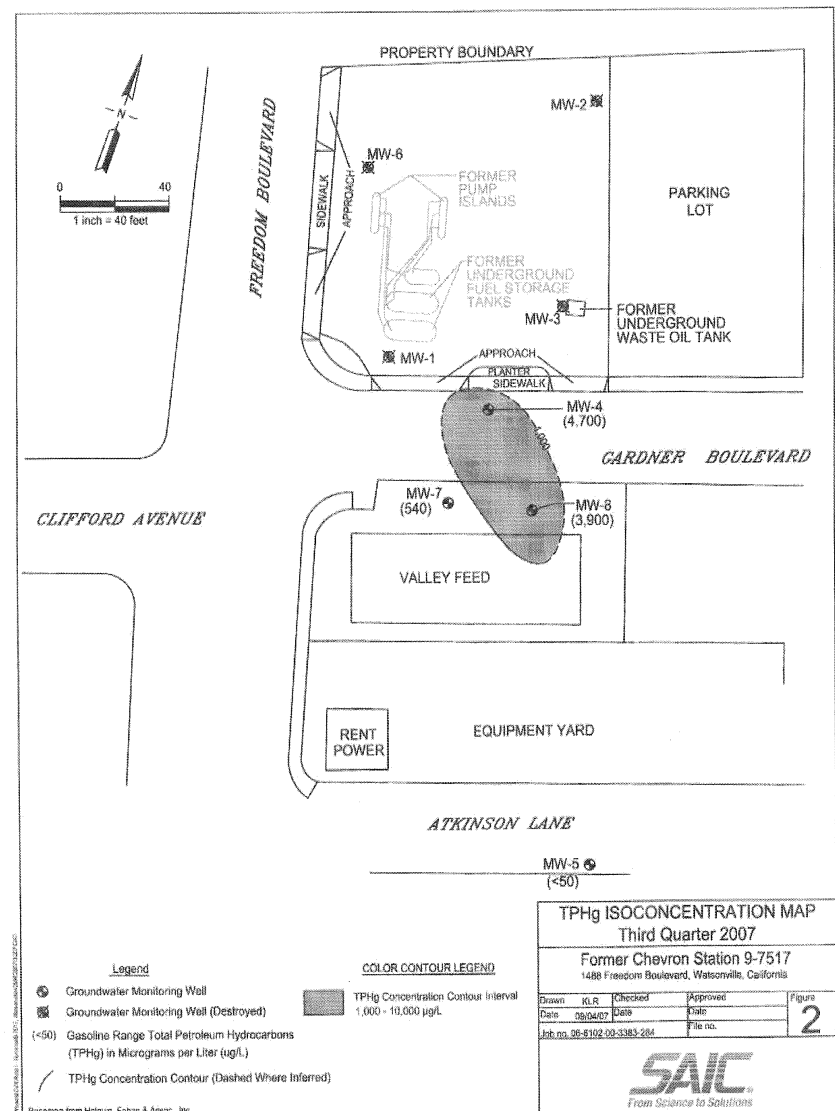 PROPERTY BOUNDARY
MW-2
FREEDOM BOULEVARD
N
MW-6
SIDEWALK
APPROACH
FORMER
PUMP
ISLANDS
PARKING
LOT
0 40
1 inch = 40 feet
FORMER
UNDERGROUND
FUEL STORAGE
TANKS
MW-3
FORMER
UNDERGROUND
WASTE OIL TANK
MW-1
APPROACH
PLANTER
SIDEWALK
MW-4
(4,700)
1,000
GARDNER BOULEVARD
CLIFFORD AVENUE
MW-7
(540)
MW-8
(3,900)
VALLEY FEED
RENT
POWER
EQUIPMENT YARD
ATKINSON LANE
MW-5
(<50)
TPHg ISOCONCENTRATION MAP
Third Quarter 2007
Former Chevron Station 9-7517
1488 Freedom Boulevard, Watsonville, California
Drawn KLR Checked Approved Figure
Date 09/04/07 Date Date 2
Job no. 06-6102-00-3383-284 File no.
SAIC
From Science to Solutions
Legend
Groundwater Monitoring Well
Groundwater Monitoring Well (Destroyed)
(<50) Gasoline Range Total Petroleum Hydrocarbons
(TPHg) in Micrograms per Liter (ug/L)
TPHg Concentration Contour (Dashed Where Inferred)
COLOR CONTOUR LEGEND
TPHg Concentration Contour Interval
1,000 - 10,000 µg/L